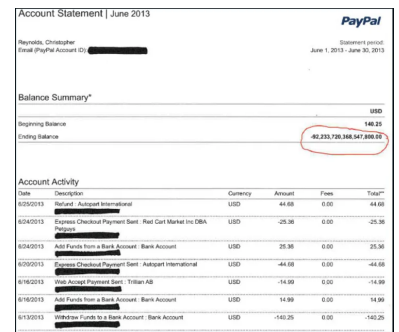 Account Statement | June 2013
PayPal
Reynolds, Christopher
Statement period:
Email (PayPal Account ID):
June 1, 2013 - June 30, 2013
Balance Summary*
USD
Beginning Balance 140.25
Ending Balance -92,233,720,368,547,800.00
Account Activity
Date Description Currency Amount Fees Total**
6/25/2013 Refund : Autopart International USD 44.68 0.00 44.68
6/24/2013 Express Checkout Payment Sent : Red Cart Market Inc DBA USD -25.36 0.00 -25.36
Petguys
6/24/2013 Add Funds from a Bank Account : Bank Account USD 25.36 0.00 25.36
6/20/2013 Express Checkout Payment Sent : Autopart International USD -44.68 0.00 -44.68
6/16/2013 Web Accept Payment Sent : Trillian AB USD -14.99 0.00 -14.99
6/16/2013 Add Funds from a Bank Account : Bank Account USD 14.99 0.00 14.99
6/13/2013 Withdraw Funds to a Bank Account : Bank Account USD -140.25 0.00 -140.25